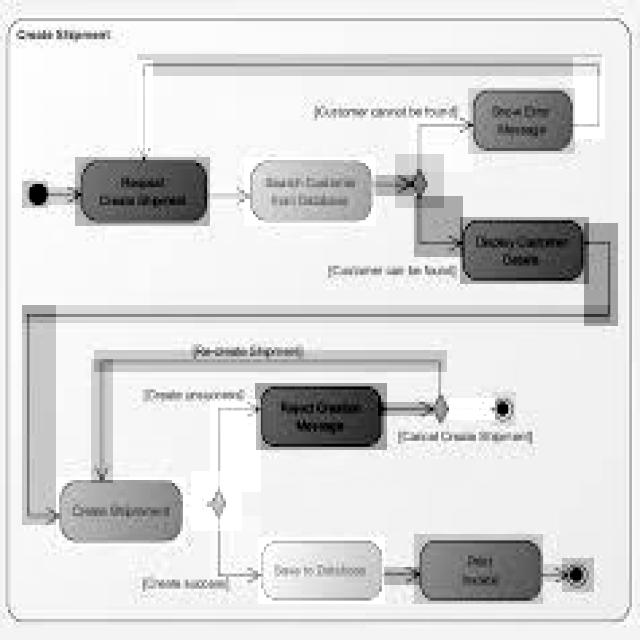 Create Shipment
[Customer cannot be found]
Show Error
Message
Request
Create Shipment
Search Customer
from Database
Display Customer
Details
[Customer can be found]
[Re-create Shipment]
[Create unsuccess]
Reject Creation
Message
[Cancel Create Shipment]
Create Shipment
Save to Database
Print
Invoice
[Create success]